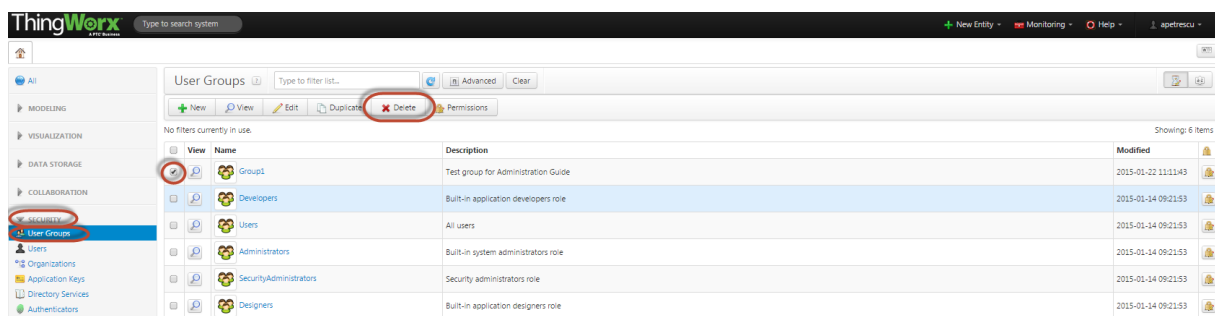 ThingWorx
A PTC Business
Type to search system
New Entity
Monitoring
Help
apetrescu
All
MODELING
VISUALIZATION
DATA STORAGE
COLLABORATION
SECURITY
User Groups
Users
Organizations
Application Keys
Directory Services
Authenticators
User Groups
Type to filter list...
Advanced
Clear
New
View
Edit
Duplicate
Delete
Permissions
No filters currently in use.
Showing: 6 items
View Name Description Modified
Group1 Test group for Administration Guide 2015-01-22 11:11:43
Developers Built-in application developers role 2015-01-14 09:21:53
Users All users 2015-01-14 09:21:53
Administrators Built-in system administrators role 2015-01-14 09:21:53
SecurityAdministrators Security administrators role 2015-01-14 09:21:53
Designers Built-in application designers role 2015-01-14 09:21:53